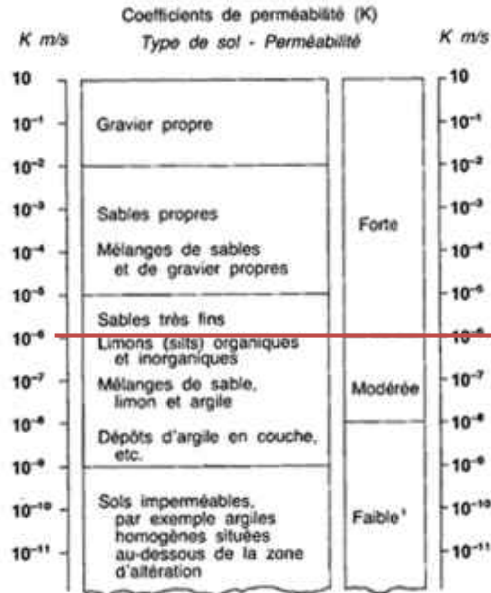 Coefficients de perméabilité (K)
K m/s
Type de sol - Perméabilité
K m/s
10
10
10⁻¹
Gravier propre
10⁻¹
10⁻²
10⁻²
10⁻³
Sables propres
Forte
10⁻³
10⁻⁴
Mélanges de sables
et de gravier propres
10⁻⁴
10⁻⁵
10⁻⁵
Sables très fins
10⁻⁶
Limons (silts) organiques
et inorganiques
10⁻⁶
10⁻⁷
Mélanges de sable,
limon et argile
Modérée
10⁻⁷
10⁻⁸
10⁻⁸
Dépôts d'argile en couche,
etc.
10⁻⁹
10⁻⁹
10⁻¹⁰
Sols imperméables,
par exemple argiles
homogènes situées
au-dessous de la zone
d'altération
Faible¹
10⁻¹⁰
10⁻¹¹
10⁻¹¹